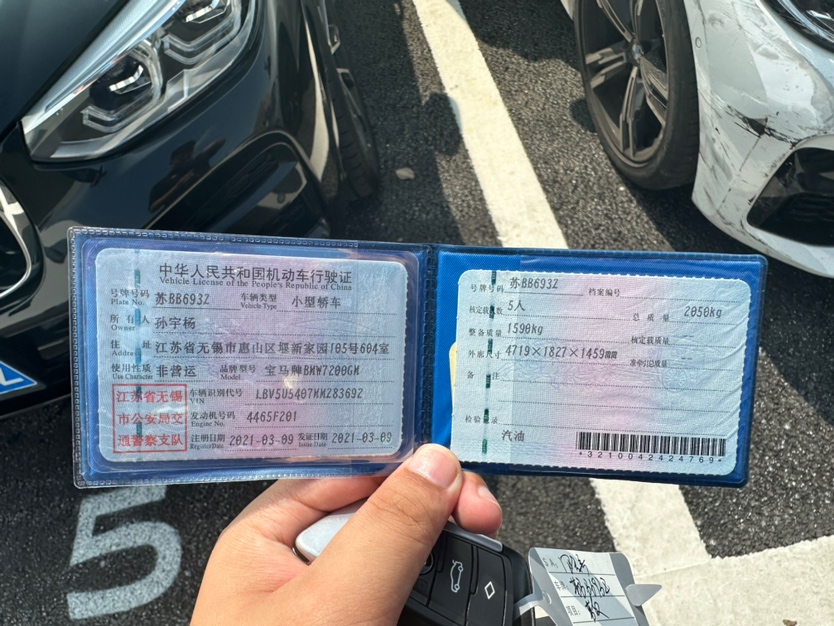 中华人民共和国机动车行驶证
Vehicle License of the People's Republic of China
号牌号码 苏BB693Z 车辆类型 小型轿车
Plate No. Vehicle Type
所有人 孙宇杨
Owner
住址 江苏省无锡市惠山区堰新家园105号604室
Address
使用性质 非营运 品牌型号 宝马牌BMW7200GM
Use Character Model
江苏省无锡市公安局交通警察支队
车辆识别代号 LBV5U5407KM283692
VIN
发动机号码 4465F201
Engine No.
注册日期 2021-03-09 发证日期 2021-03-09
Register Date Issue Date
号牌号码 苏BB693Z 档案编号
核定载人数 5人 总质量 2050kg
整备质量 1590kg 核定载质量 --
外廓尺寸 4719×1827×1459mm 准牵引总质量 --
备注
检验记录
汽油
*3210042424769*
5